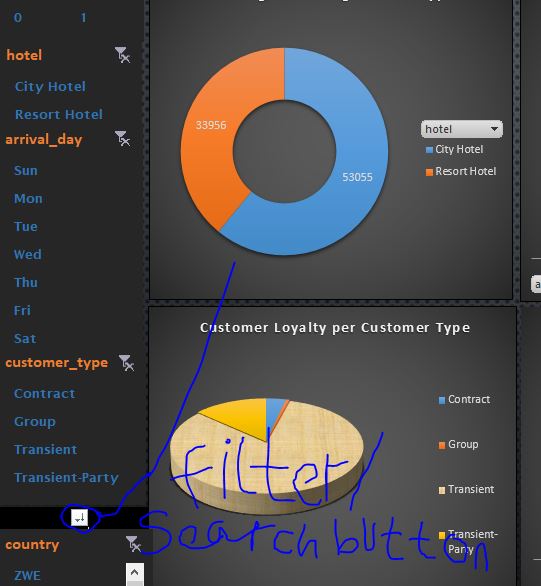 0 1
hotel
City Hotel
Resort Hotel
arrival_day
Sun
Mon
Tue
Wed
Thu
Fri
Sat
customer_type
Contract
Group
Transient
Transient-Party
country
ZWE
33956
53055
hotel
City Hotel
Resort Hotel
Customer Loyalty per Customer Type
Contract
Group
Transient
Transient-
Party
filter/
Search button